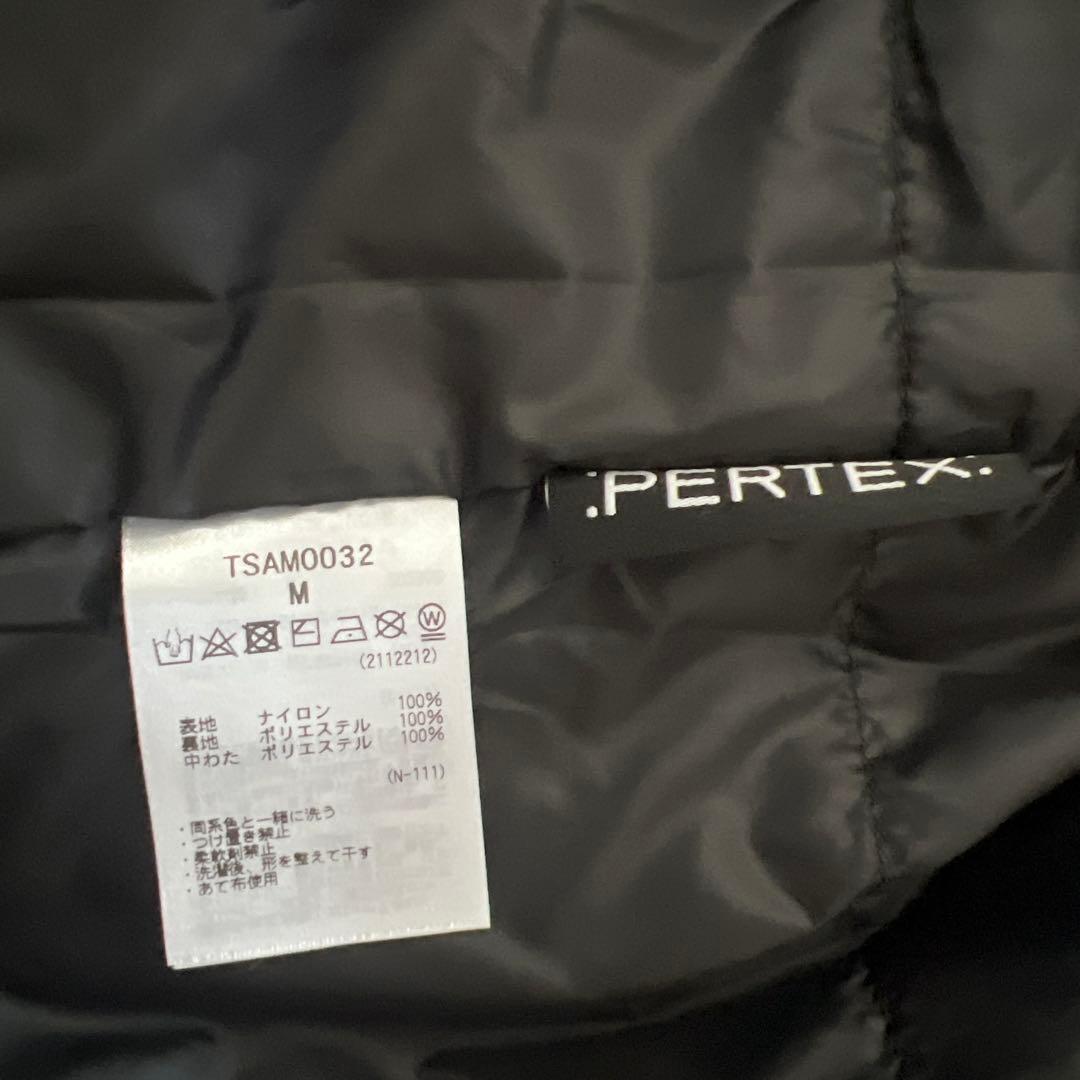 .:PERTEX:.
TSAM0032
M
W
(2112212)
表地 ナイロン 100%
裏地 ポリエステル 100%
中わた ポリエステル 100%
(N-111)
・同系色と一緒に洗う
・つけ置き禁止
・柔軟剤禁止
・洗濯後、形を整えて干す
・あて布使用